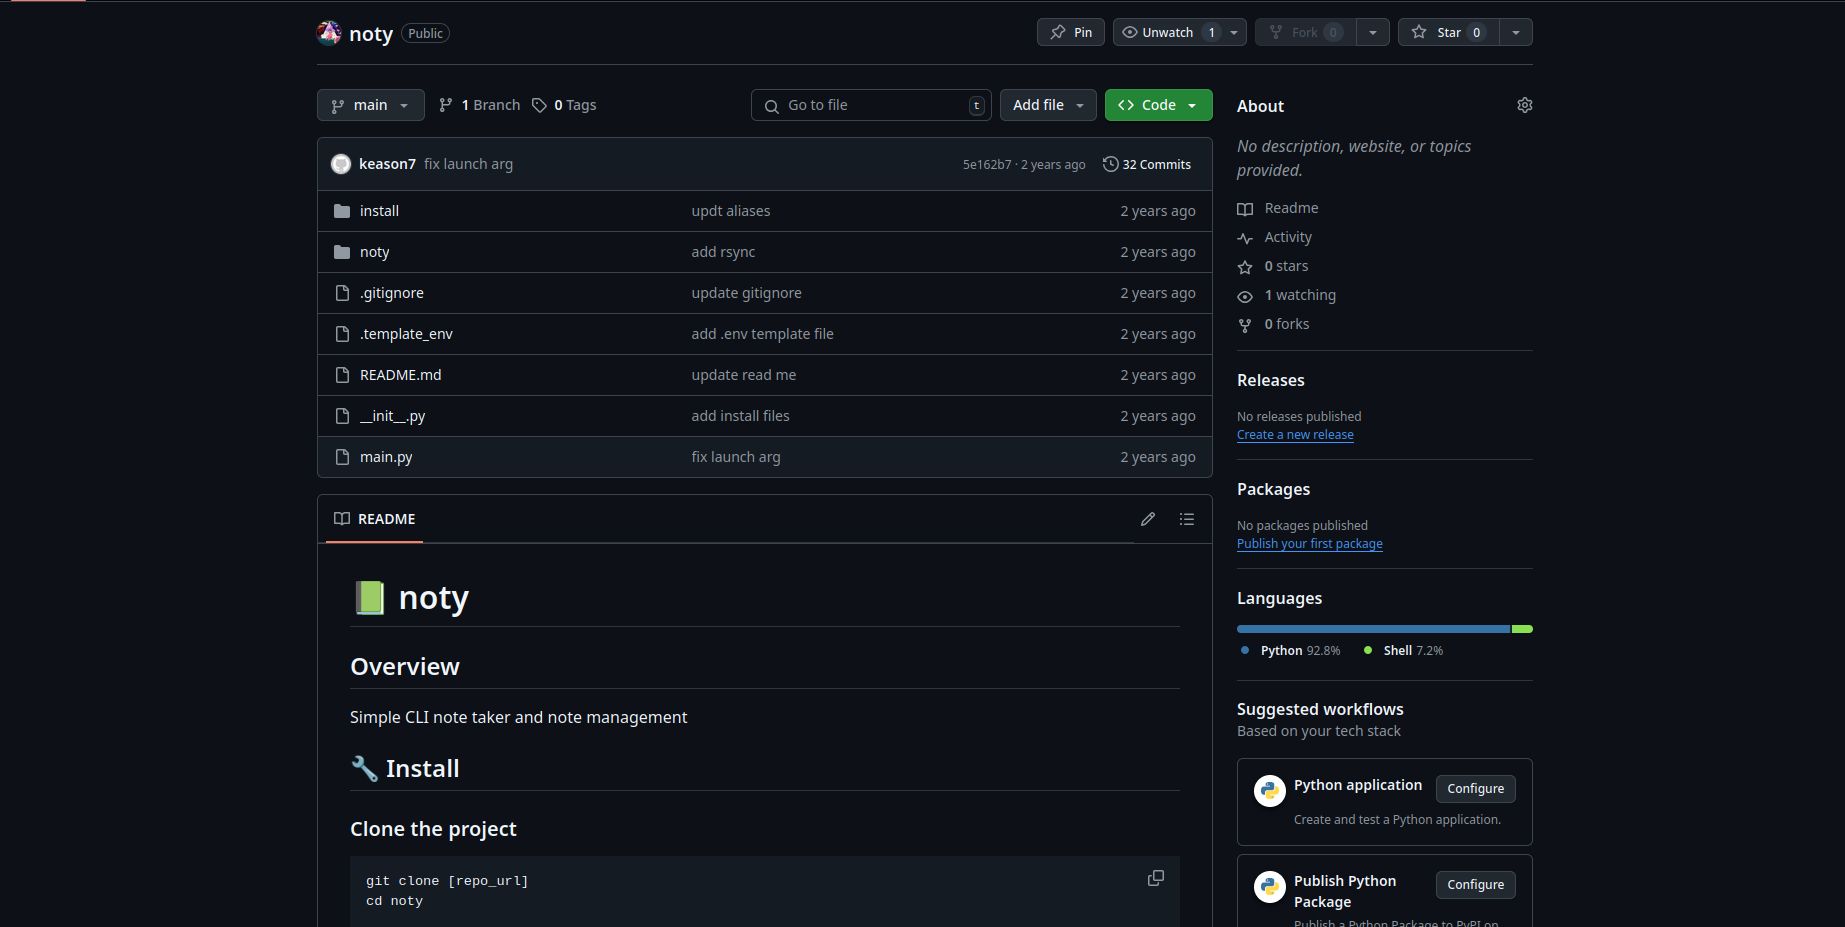 noty Public
Pin
Unwatch 1
Fork 0
Star 0
main
1 Branch
0 Tags
Go to file t
Add file
<> Code
keason7 fix launch arg 5e162b7 · 2 years ago 32 Commits
install updt aliases 2 years ago
noty add rsync 2 years ago
.gitignore update gitignore 2 years ago
.template_env add .env template file 2 years ago
README.md update read me 2 years ago
__init__.py add install files 2 years ago
main.py fix launch arg 2 years ago
README
noty
Overview
Simple CLI note taker and note management
Install
Clone the project
git clone [repo_url]
cd noty
About
No description, website, or topics
provided.
Readme
Activity
0 stars
1 watching
0 forks
Releases
No releases published
Create a new release
Packages
No packages published
Publish your first package
Languages
Python 92.8% Shell 7.2%
Suggested workflows
Based on your tech stack
Python application Configure
Create and test a Python application.
Publish Python
Package
Configure
Publish a Python Package to PyPI on